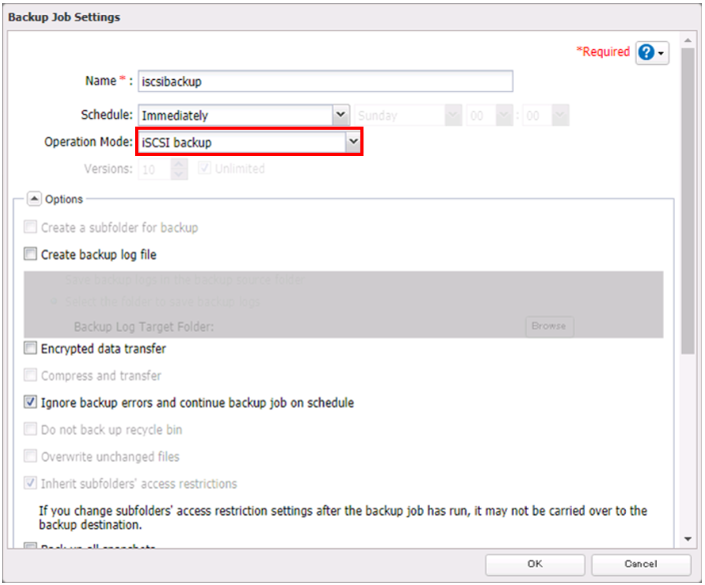 Backup Job Settings
*Required
Name * : iscsibackup
Schedule: Immediately Sunday 00 : 00
Operation Mode: iSCSI backup
Versions: 10 Unlimited
Options
Create a subfolder for backup
Create backup log file
Save backup logs in the backup source folder
Select the folder to save backup logs
Backup Log Target Folder: Browse
Encrypted data transfer
Compress and transfer
Ignore backup errors and continue backup job on schedule
Do not back up recycle bin
Overwrite unchanged files
Inherit subfolders' access restrictions
If you change subfolders' access restriction settings after the backup job has run, it may not be carried over to the
backup destination.
Back up all snapshots
OK Cancel